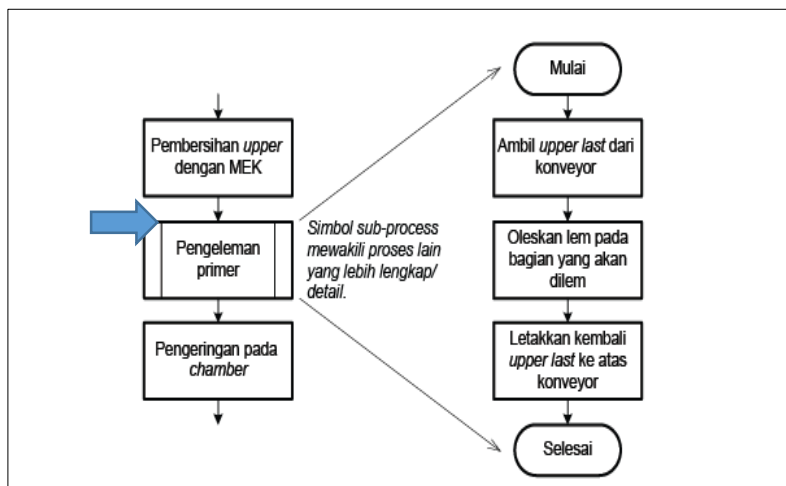 Pembersihan upper
dengan MEK
Pengeleman
primer
Pengeringan pada
chamber
Simbol sub-process
mewakili proses lain
yang lebih lengkap/
detail.
Mulai
Ambil upper last dari
konveyor
Oleskan lem pada
bagian yang akan
dilem
Letakkan kembali
upper last ke atas
konveyor
Selesai